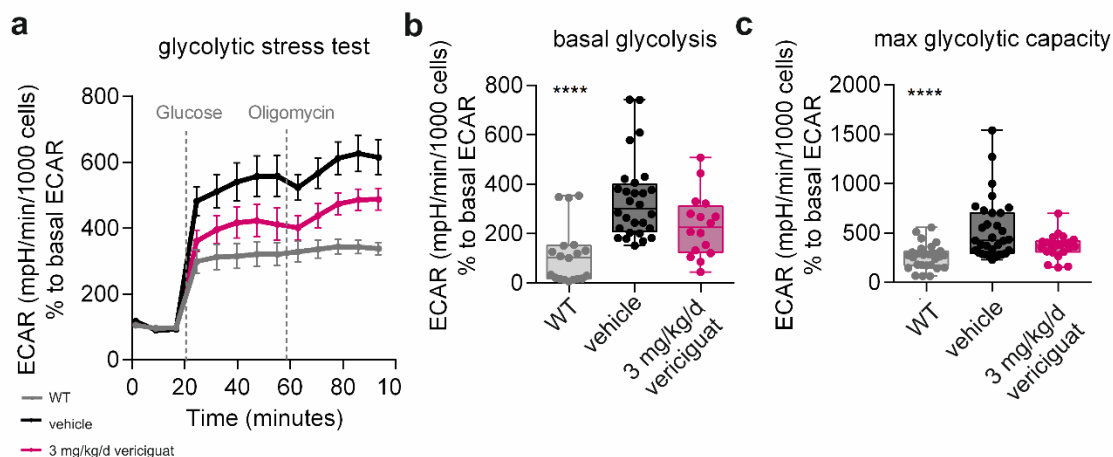 a
glycolytic stress test
ECAR (mpH/min/1000 cells)
% to basal ECAR
800
600
400
200
0
Glucose
Oligomycin
0
20
40
60
80
10
Time (minutes)
WT
vehicle
3 mg/kg/d vericiguat
b
basal glycolysis
ECAR (mpH/min/1000 cells)
% to basal ECAR
800
600
400
200
0
****
WT
vehicle
3 mg/kg/d
vericiguat
c
max glycolytic capacity
ECAR (mpH/min/1000 cells)
% to basal ECAR
2000
1500
1000
500
0
****
WT
vehicle
3 mg/kg/d
vericiguat